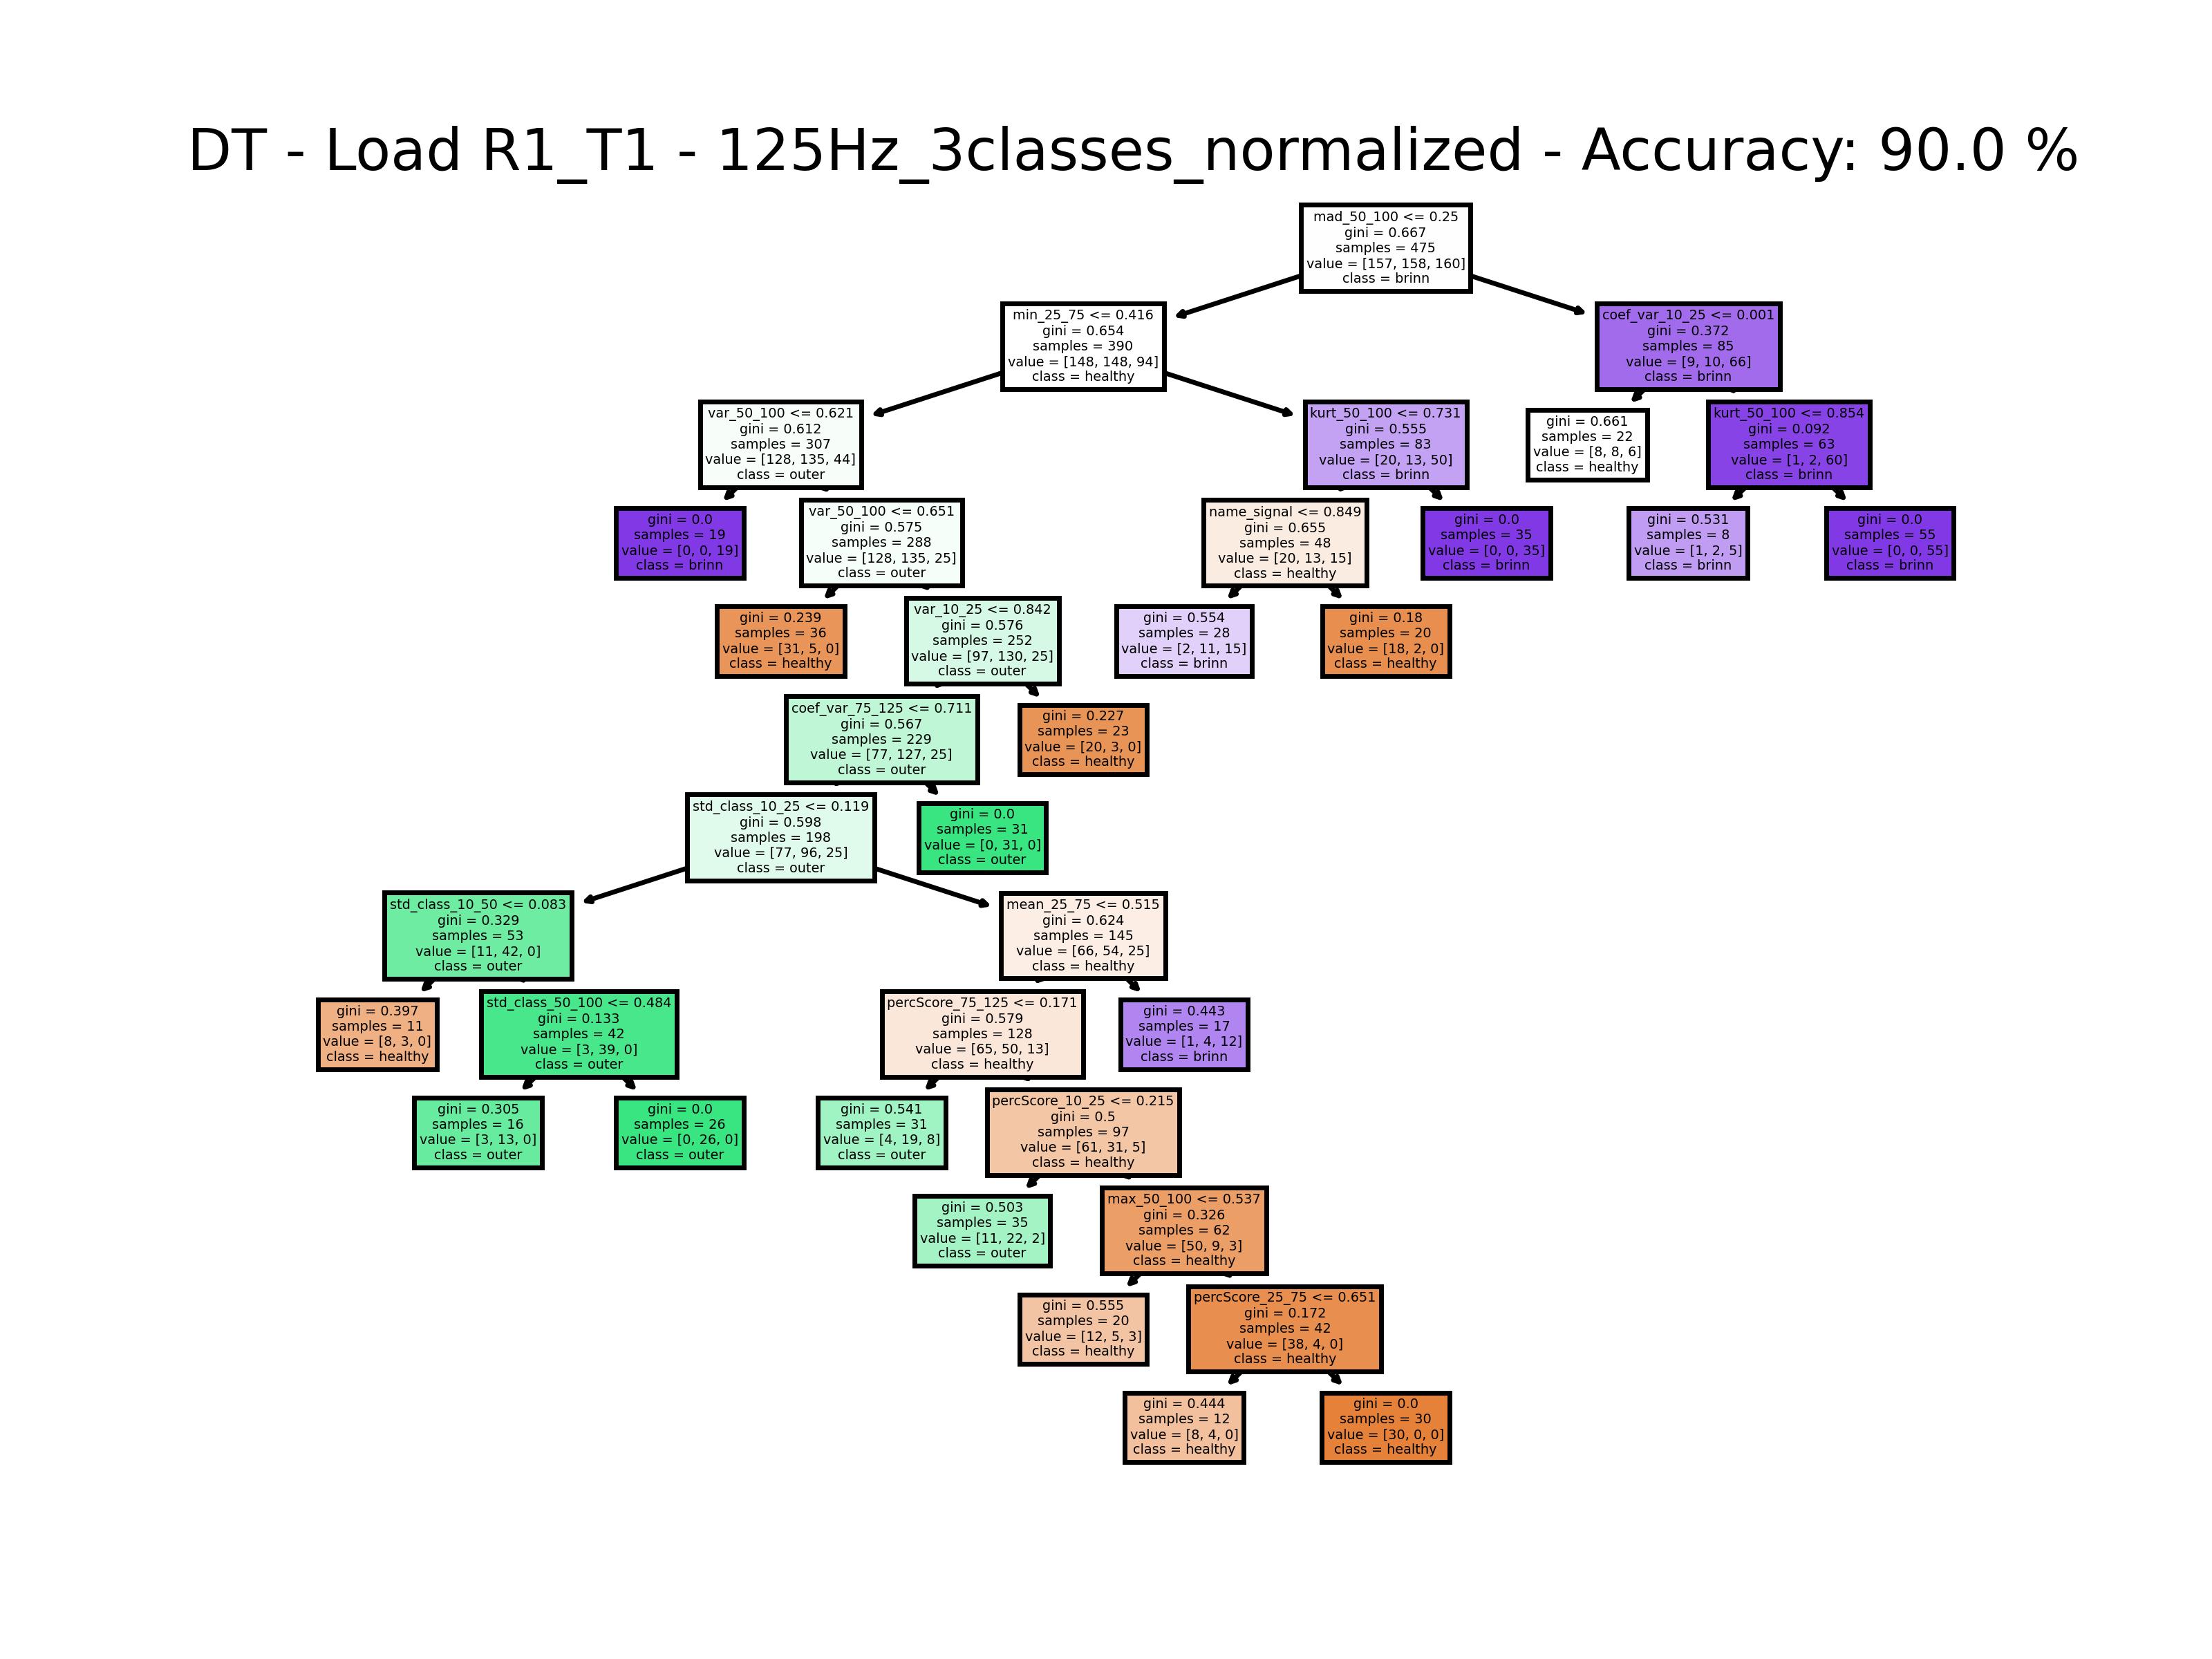 DT - Load R1_T1 - 125Hz_3classes_normalized - Accuracy: 90.0 %
mad_50_100 <= 0.25
gini = 0.667
samples = 475
value = [157, 158, 160]
class = brinn
min_25_75 <= 0.416
gini = 0.654
samples = 390
value = [148, 148, 94]
class = healthy
coef_var_10_25 <= 0.001
gini = 0.372
samples = 85
value = [9, 10, 66]
class = brinn
var_50_100 <= 0.621
gini = 0.612
samples = 307
value = [128, 135, 44]
class = outer
kurt_50_100 <= 0.731
gini = 0.555
samples = 83
value = [20, 13, 50]
class = brinn
gini = 0.661
samples = 22
value = [8, 8, 6]
class = healthy
kurt_50_100 <= 0.854
gini = 0.092
samples = 63
value = [1, 2, 60]
class = brinn
gini = 0.0
samples = 19
value = [0, 0, 19]
class = brinn
var_50_100 <= 0.651
gini = 0.575
samples = 288
value = [128, 135, 25]
class = outer
name_signal <= 0.849
gini = 0.655
samples = 48
value = [20, 13, 15]
class = healthy
gini = 0.0
samples = 35
value = [0, 0, 35]
class = brinn
gini = 0.531
samples = 8
value = [1, 2, 5]
class = brinn
gini = 0.0
samples = 55
value = [0, 0, 55]
class = brinn
gini = 0.239
samples = 36
value = [31, 5, 0]
class = healthy
var_10_25 <= 0.842
gini = 0.576
samples = 252
value = [97, 130, 25]
class = outer
gini = 0.554
samples = 28
value = [2, 11, 15]
class = brinn
gini = 0.18
samples = 20
value = [18, 2, 0]
class = healthy
coef_var_75_125 <= 0.711
gini = 0.567
samples = 229
value = [77, 127, 25]
class = outer
gini = 0.227
samples = 23
value = [20, 3, 0]
class = healthy
std_class_10_25 <= 0.119
gini = 0.598
samples = 198
value = [77, 96, 25]
class = outer
gini = 0.0
samples = 31
value = [0, 31, 0]
class = outer
std_class_10_50 <= 0.083
gini = 0.329
samples = 53
value = [11, 42, 0]
class = outer
mean_25_75 <= 0.515
gini = 0.624
samples = 145
value = [66, 54, 25]
class = healthy
gini = 0.397
samples = 11
value = [8, 3, 0]
class = healthy
std_class_50_100 <= 0.484
gini = 0.133
samples = 42
value = [3, 39, 0]
class = outer
percScore_75_125 <= 0.171
gini = 0.579
samples = 128
value = [65, 50, 13]
class = healthy
gini = 0.443
samples = 17
value = [1, 4, 12]
class = brinn
gini = 0.305
samples = 16
value = [3, 13, 0]
class = outer
gini = 0.0
samples = 26
value = [0, 26, 0]
class = outer
gini = 0.541
samples = 31
value = [4, 19, 8]
class = outer
percScore_10_25 <= 0.215
gini = 0.5
samples = 97
value = [61, 31, 5]
class = healthy
gini = 0.503
samples = 35
value = [11, 22, 2]
class = outer
max_50_100 <= 0.537
gini = 0.326
samples = 62
value = [50, 9, 3]
class = healthy
gini = 0.555
samples = 20
value = [12, 5, 3]
class = healthy
percScore_25_75 <= 0.651
gini = 0.172
samples = 42
value = [38, 4, 0]
class = healthy
gini = 0.444
samples = 12
value = [8, 4, 0]
class = healthy
gini = 0.0
samples = 30
value = [30, 0, 0]
class = healthy